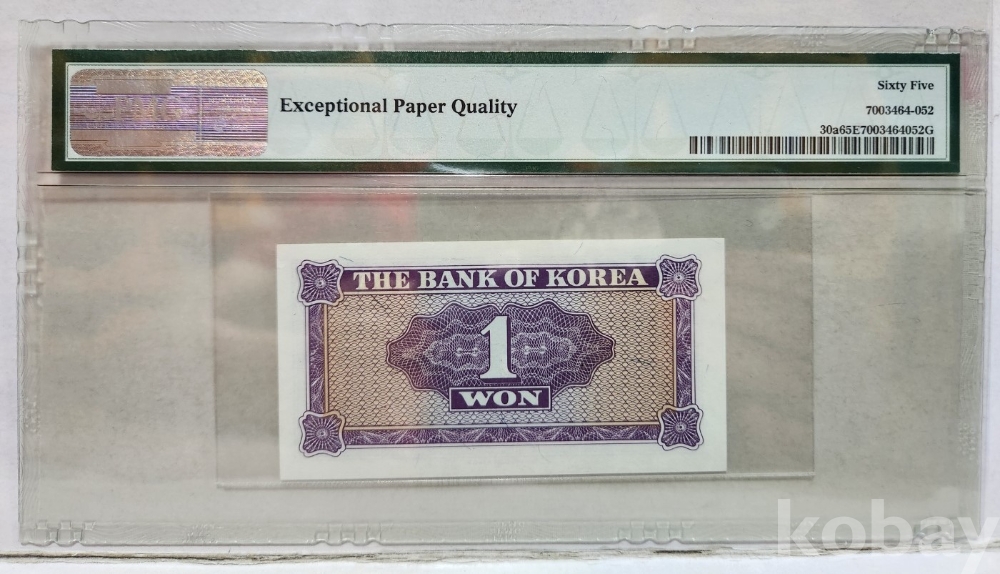 Exceptional Paper Quality
Sixty Five
7003464-052
30a65E7003464052G
THE BANK OF KOREA
1
WON
kobay